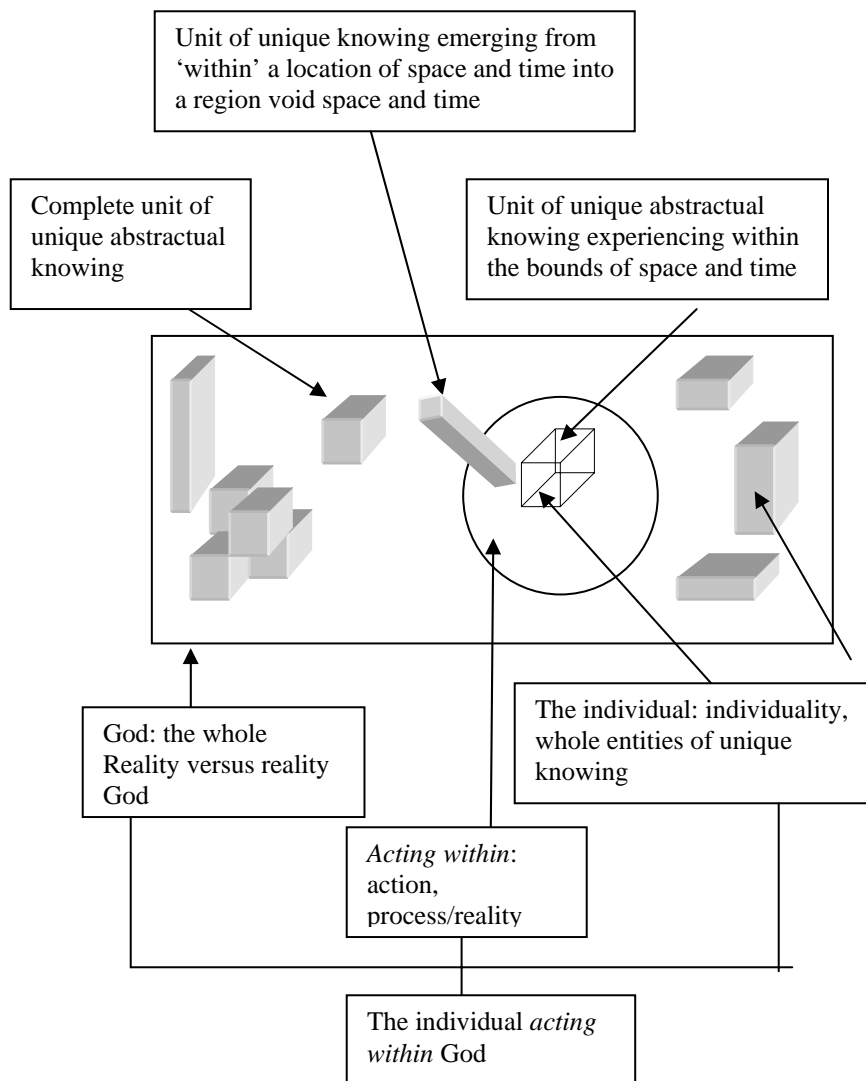 Unit of unique knowing emerging from
‘within’ a location of space and time into
a region void space and time
Complete unit of
unique abstractual
knowing
Unit of unique abstractual
knowing experiencing within
the bounds of space and time
God: the whole
Reality versus reality
God
The individual: individuality,
whole entities of unique
knowing
Acting within:
action,
process/reality
The individual acting
within God